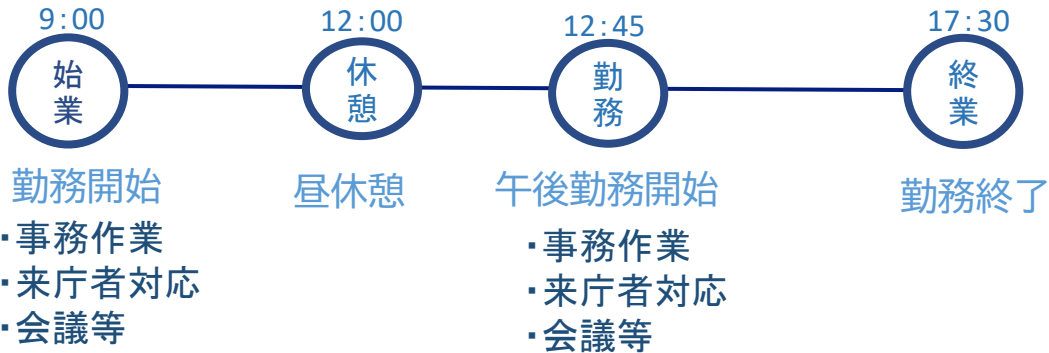 9:00
始業
勤務開始
・事務作業
・来庁者対応
・会議等
12:00
休憩
昼休憩
12:45
勤務
午後勤務開始
・事務作業
・来庁者対応
・会議等
17:30
終業
勤務終了